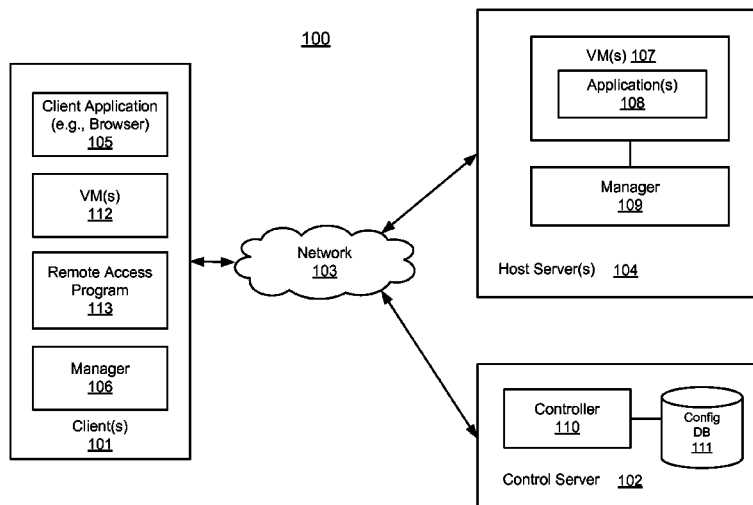 100
Client Application
(e.g., Browser)
105
VM(s)
112
Remote Access
Program
113
Manager
106
Client(s)
101
Network
103
VM(s) 107
Application(s)
108
Manager
109
Host Server(s) 104
Controller
110
Config
DB
111
Control Server 102